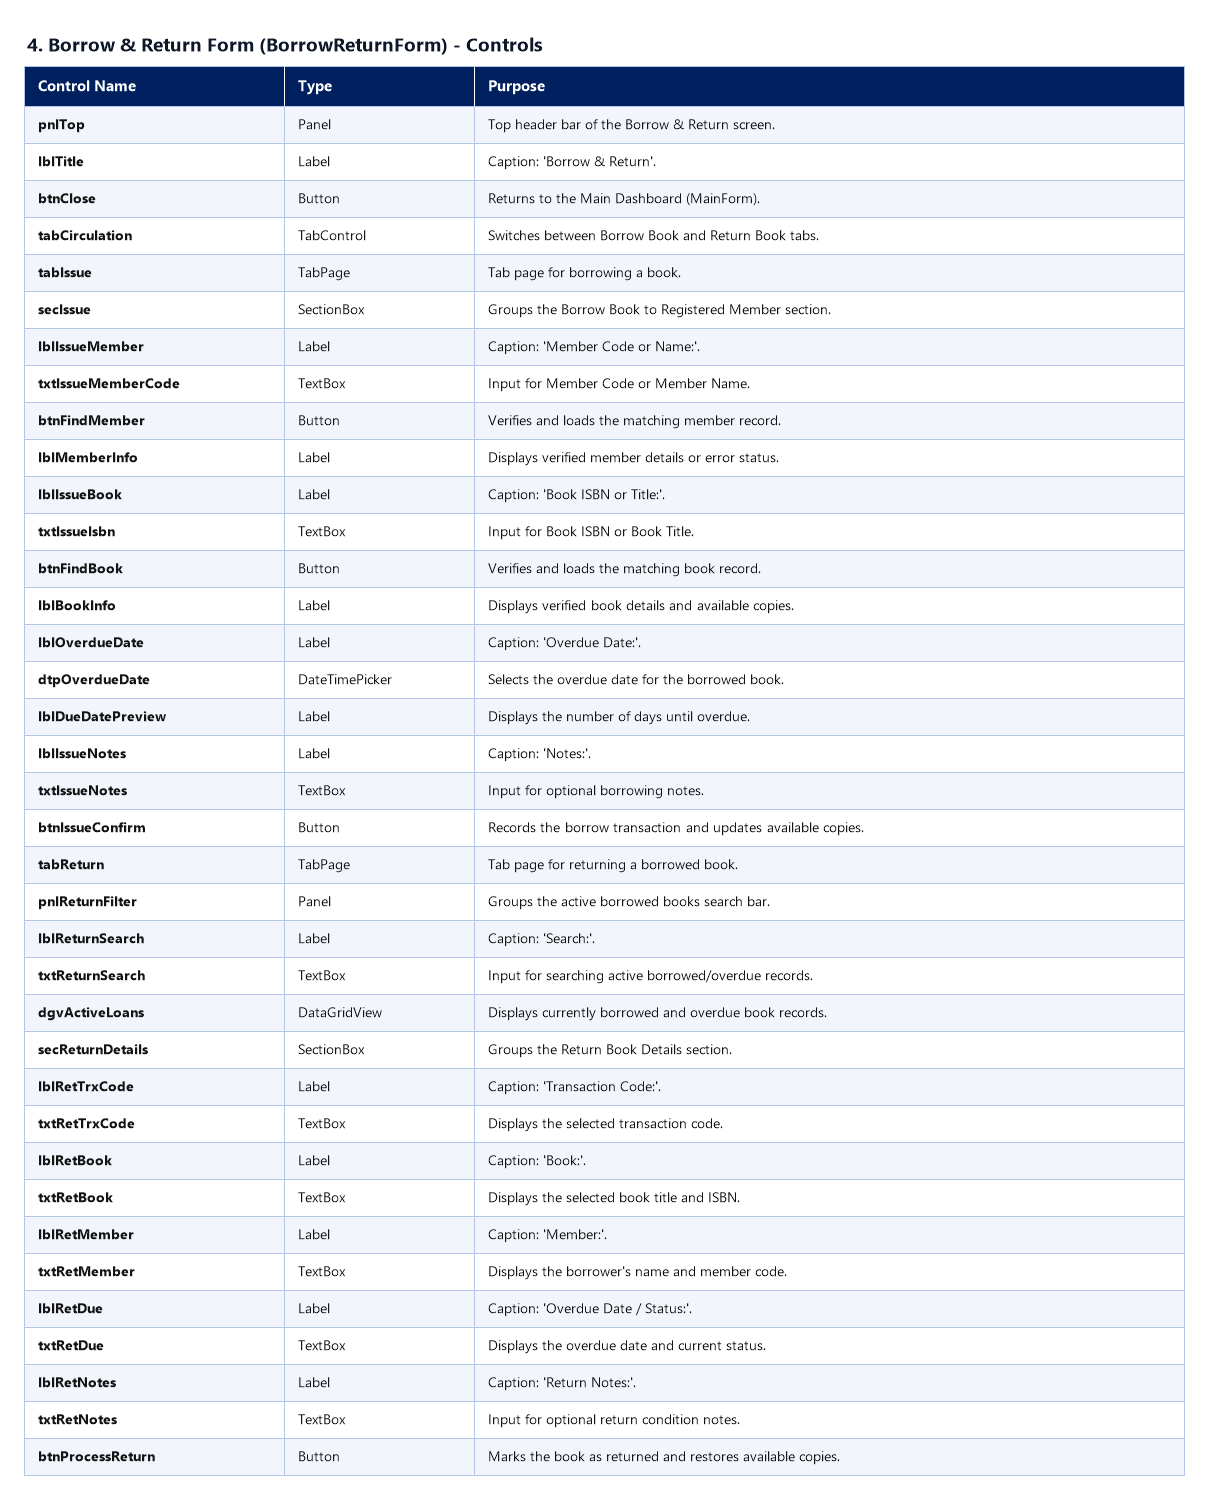 4. Borrow & Return Form (BorrowReturnForm) - Controls
Control Name Type Purpose
pnlTop Panel Top header bar of the Borrow & Return screen.
lblTitle Label Caption: 'Borrow & Return'.
btnClose Button Returns to the Main Dashboard (MainForm).
tabCirculation TabControl Switches between Borrow Book and Return Book tabs.
tabIssue TabPage Tab page for borrowing a book.
secIssue SectionBox Groups the Borrow Book to Registered Member section.
lblIssueMember Label Caption: 'Member Code or Name:'.
txtIssueMemberCode TextBox Input for Member Code or Member Name.
btnFindMember Button Verifies and loads the matching member record.
lblMemberInfo Label Displays verified member details or error status.
lblIssueBook Label Caption: 'Book ISBN or Title:'.
txtIssueIsbn TextBox Input for Book ISBN or Book Title.
btnFindBook Button Verifies and loads the matching book record.
lblBookInfo Label Displays verified book details and available copies.
lblOverdueDate Label Caption: 'Overdue Date:'.
dtpOverdueDate DateTimePicker Selects the overdue date for the borrowed book.
lblDueDatePreview Label Displays the number of days until overdue.
lblIssueNotes Label Caption: 'Notes:'.
txtIssueNotes TextBox Input for optional borrowing notes.
btnIssueConfirm Button Records the borrow transaction and updates available copies.
tabReturn TabPage Tab page for returning a borrowed book.
pnlReturnFilter Panel Groups the active borrowed books search bar.
lblReturnSearch Label Caption: 'Search:'.
txtReturnSearch TextBox Input for searching active borrowed/overdue records.
dgvActiveLoans DataGridView Displays currently borrowed and overdue book records.
secReturnDetails SectionBox Groups the Return Book Details section.
lblRetTrxCode Label Caption: 'Transaction Code:'.
txtRetTrxCode TextBox Displays the selected transaction code.
lblRetBook Label Caption: 'Book:'.
txtRetBook TextBox Displays the selected book title and ISBN.
lblRetMember Label Caption: 'Member:'.
txtRetMember TextBox Displays the borrower's name and member code.
lblRetDue Label Caption: 'Overdue Date / Status:'.
txtRetDue TextBox Displays the overdue date and current status.
lblRetNotes Label Caption: 'Return Notes:'.
txtRetNotes TextBox Input for optional return condition notes.
btnProcessReturn Button Marks the book as returned and restores available copies.